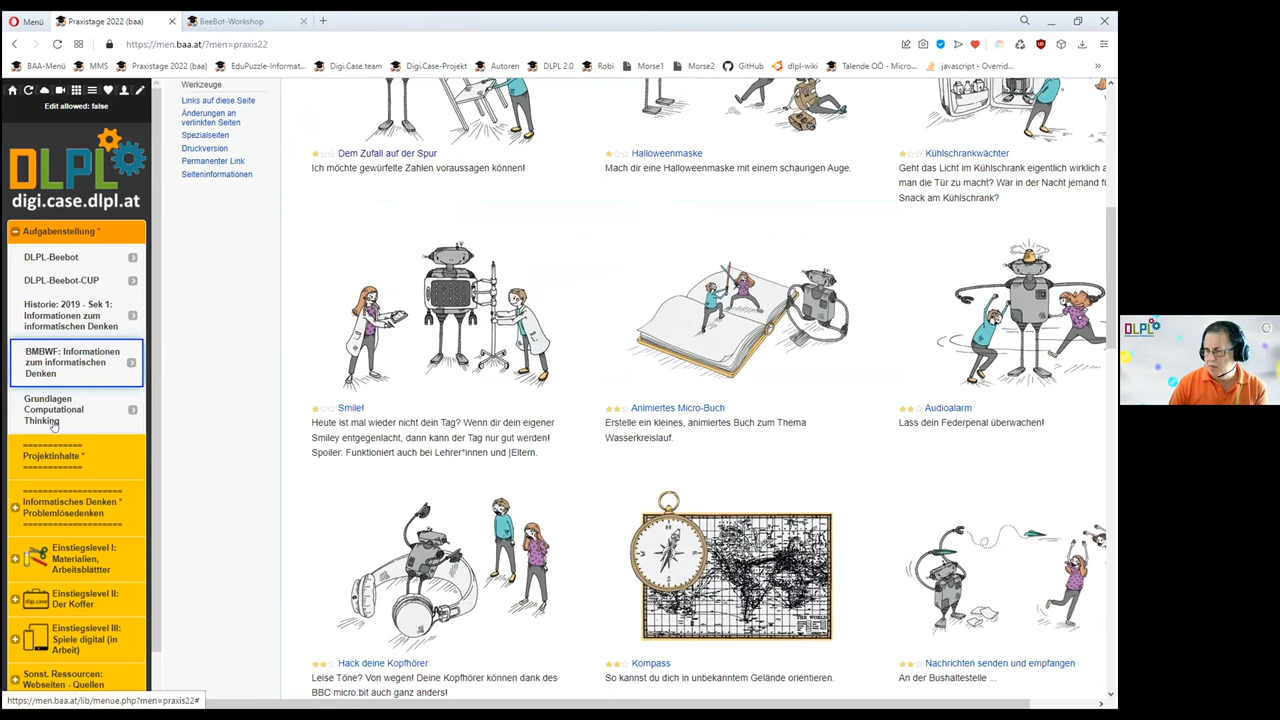 Menü
Praxistage 2022 (baa)
BeeBot-Workshop
https://men.baa.at/?men=praxis22
BAA-Menü
MMS
Praxistage 2022 (baa)
EduPuzzle-Informat...
Digi.Case.team
Digi.Case-Projekt
Autoren
DLPL 2.0
Robi
Morse1
Morse2
GitHub
dlpl-wiki
Talende OÖ - Micro...
javascript - Overrid...
Edit allowed: false
DLPL
digi.case.dlpl.at
Aufgabenstellung *
DLPL-Beebot
DLPL-Beebot-CUP
Historie: 2019 - Sek 1:
Informationen zum
informatischen Denken
BMBWF: Informationen
zum informatischen
Denken
Grundlagen
Computational
Thinking
============
Projektinhalte *
============
====================
Informatisches Denken *
Problemlösedenken
====================
Einstiegslevel I:
Materialien,
Arbeitsblättter
digi.case
Einstiegslevel II:
Der Koffer
Einstiegslevel III:
Spiele digital (in
Arbeit)
Sonst. Ressourcen:
Webseiten - Quellen
https://men.baa.at/lib/menue.php?men=praxis22#
Werkzeuge
Links auf diese Seite
Änderungen an
verlinkten Seiten
Spezialseiten
Druckversion
Permanenter Link
Seiteninformationen
Dem Zufall auf der Spur
Ich möchte gewürfelte Zahlen voraussagen können!
Halloweenmaske
Mach dir eine Halloweenmaske mit einem schaurigen Auge.
Kühlschrankwächter
Geht das Licht im Kühlschrank eigentlich wirklich a
man die Tür zu macht? War in der Nacht jemand f
Snack am Kühlschrank?
Smile!
Heute ist mal wieder nicht dein Tag? Wenn dir dein eigener
Smiley entgegenlacht, dann kann der Tag nur gut werden!
Spoiler: Funktioniert auch bei Lehrer*innen und |Eltern.
Animiertes Micro-Buch
Erstelle ein kleines, animiertes Buch zum Thema
Wasserkreislauf.
Audioalarm
Lass dein Federpenal überwachen!
THE WORLD
Hack deine Kopfhörer
Leise Töne? Von wegen! Deine Kopfhörer können dank des
BBC micro:bit auch ganz anders!
Kompass
So kannst du dich in unbekanntem Gelände orientieren.
Nachrichten senden und empfangen
An der Bushaltestelle ...
DLPL